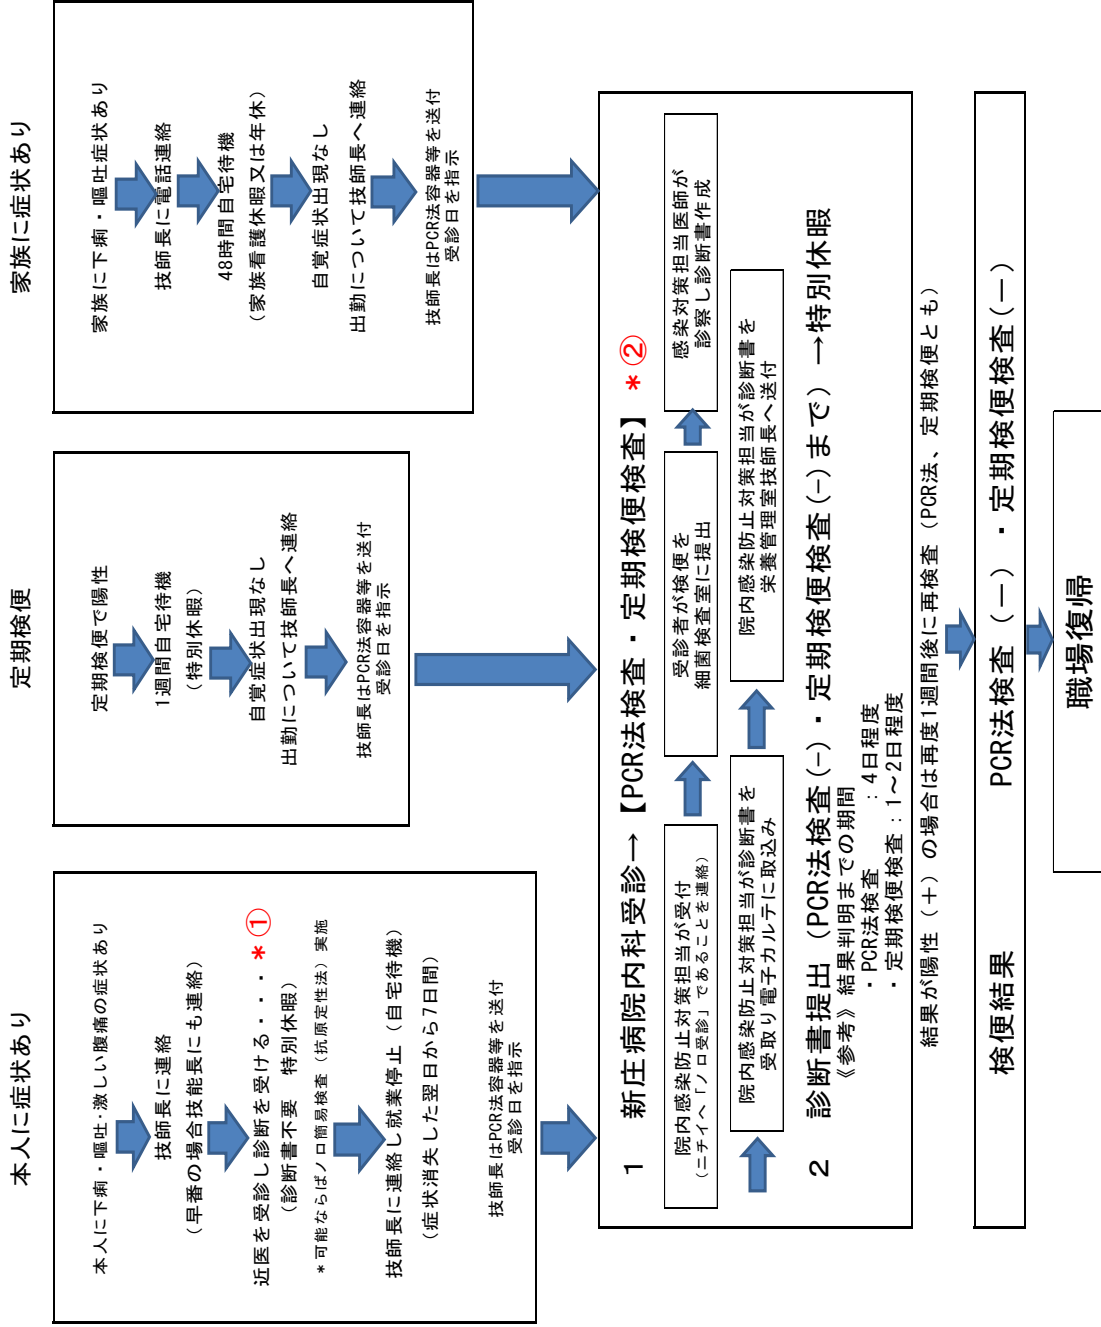 本人に症状あり
本人に下痢・嘔吐・激しい腹痛の症状あり
技師長に連絡
（早番の場合技能長にも連絡）
近医を受診し診断を受ける・・・＊①
（診断書不要　特別休暇）
＊可能ならばノロ簡易検査（抗原定性法）実施
技師長に連絡し就業停止（自宅待機）
（症状消失した翌日から7日間）
技師長はPCR法容器等を送付
受診日を指示
定期検便
定期検便で陽性
1週間自宅待機
（特別休暇）
自覚症状出現なし
出勤について技師長へ連絡
技師長はPCR法容器等を送付
受診日を指示
家族に症状あり
家族に下痢・嘔吐症状あり
技師長に電話連絡
48時間自宅待機
（家族看護休暇又は年休）
自覚症状出現なし
出勤について技師長へ連絡
技師長はPCR法容器等を送付
受診日を指示
1　新庄病院内科受診→【PCR法検査・定期検便検査】＊②
院内感染防止対策担当が受付
（ニチイへ「ノロ受診」であることを連絡）
受診者が検便を
細菌検査室に提出
感染対策担当医師が
診察し診断書作成
院内感染防止対策担当が診断書を
受取り電子カルテに取込み
院内感染防止対策担当が診断書を
栄養管理室技師長へ送付
2　診断書提出（PCR法検査(-)・定期検便検査(-)まで）→特別休暇
《参考》結果判明までの期間
・PCR法検査　　：4日程度
・定期検便検査：1～2日程度
結果が陽性（＋）の場合は再度1週間後に再検査（PCR法、定期検便とも）
検便結果　　　PCR法検査（―）・定期検便検査(―)
職場復帰